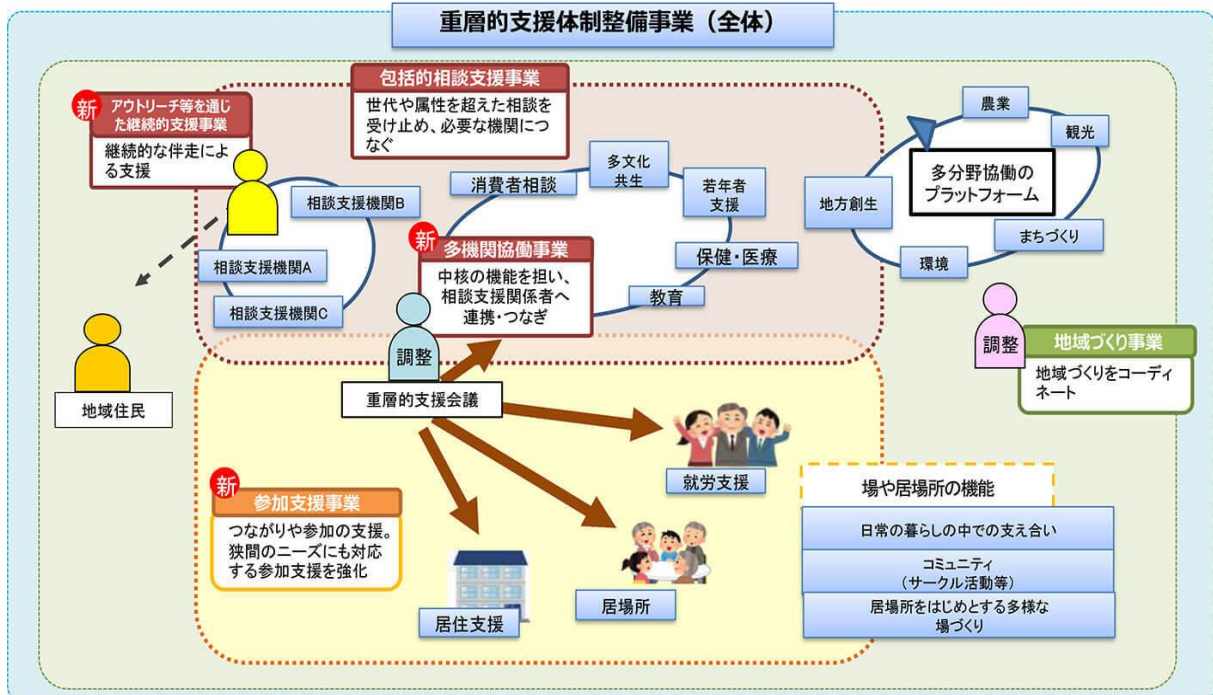 重層的支援体制整備事業（全体）
新
アウトリーチ等を通じ
た継続的支援事業
継続的な伴走によ
る支援
包括的相談支援事業
世代や属性を超えた相談を
受け止め、必要な機関につ
なぐ
相談支援機関B
相談支援機関A
相談支援機関C
消費者相談
多文化
共生
若年者
支援
保健・医療
教育
新
多機関協働事業
中核の機能を担い、
相談支援関係者へ
連携・つなぎ
調整
重層的支援会議
農業
観光
多分野協働の
プラットフォーム
地方創生
まちづくり
環境
調整
地域づくり事業
地域づくりをコーディ
ネート
地域住民
新
参加支援事業
つながりや参加の支援。
狭間のニーズにも対応
する参加支援を強化
就労支援
居場所
居住支援
場や居場所の機能
日常の暮らしの中での支え合い
コミュニティ
（サークル活動等）
居場所をはじめとする多様な
場づくり